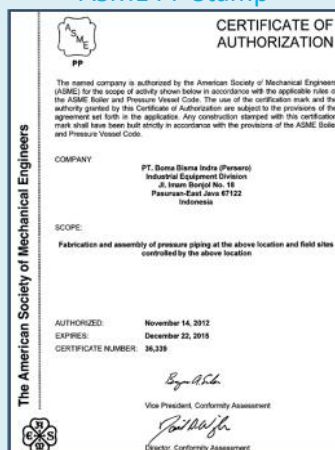 ASME PP Stamp
ASME
PP
CERTIFICATE OF
AUTHORIZATION
The named company is authorized by the American Society of Mechanical Engineers
(ASME) for the scope of activity shown below in accordance with the applicable rules of
the ASME Boiler and Pressure Vessel Code. The use of the certification mark and the
authority granted by this Certificate of Authorization are subject to the provisions of the
agreement set forth in the application. Any construction stamped with this certification
mark shall have been built strictly in accordance with the provisions of the ASME Boiler
and Pressure Vessel Code.
COMPANY
PT. Boma Bisma Indra (Persero)
Industrial Equipment Division
Jl. Imam Bonjol No. 18
Pasuruan-East Java 67122
Indonesia
SCOPE:
Fabrication and assembly of pressure piping at the above location and field sites
controlled by the above location
AUTHORIZED: November 14, 2012
EXPIRES: December 22, 2015
CERTIFICATE NUMBER: 36,339
Vice President, Conformity Assessment
Director, Conformity Assessment
The American Society of Mechanical Engineers